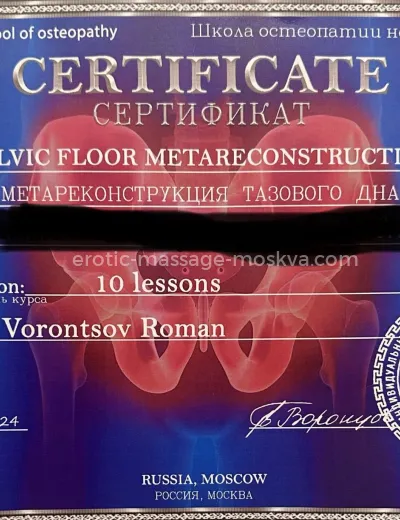 ool of osteopathy
Школа остеопатии но
CERTIFICATE
СЕРТИФИКАТ
LVIC FLOOR METARECONSTRUCTI
МЕТАРЕКОНСТРУКЦИЯ ТАЗОВОГО ДНА
erotic-massage-moskva.com
on: 10 lessons
ь курса
Vorontsov Roman
24
RUSSIA, MOSCOW
РОССИЯ, МОСКВА